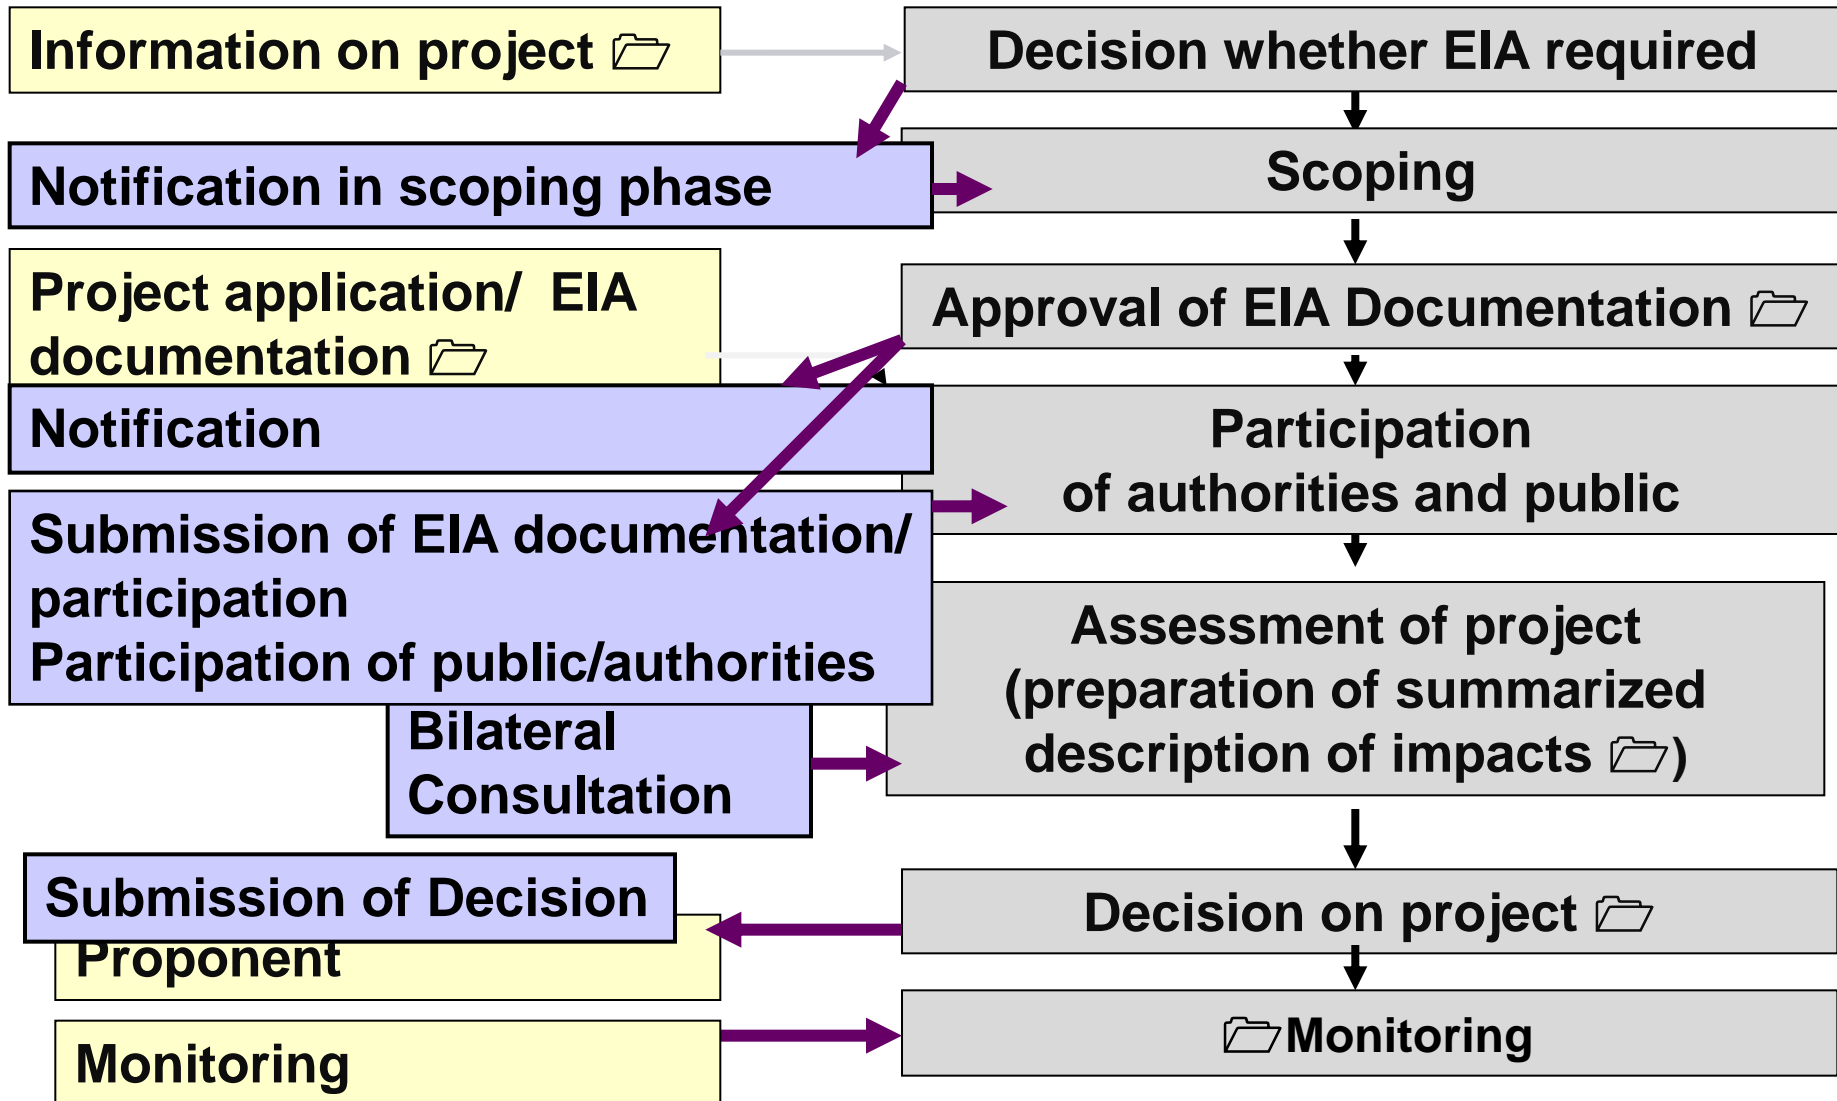 Information on project
Decision whether EIA required
Notification in scoping phase
Scoping
Project application/ EIA
documentation
Approval of EIA Documentation
Notification
Participation
of authorities and public
Submission of EIA documentation/
participation
Participation of public/authorities
Assessment of project
(preparation of summarized
description of impacts )
Bilateral
Consultation
Submission of Decision
Proponent
Decision on project
Monitoring
Monitoring